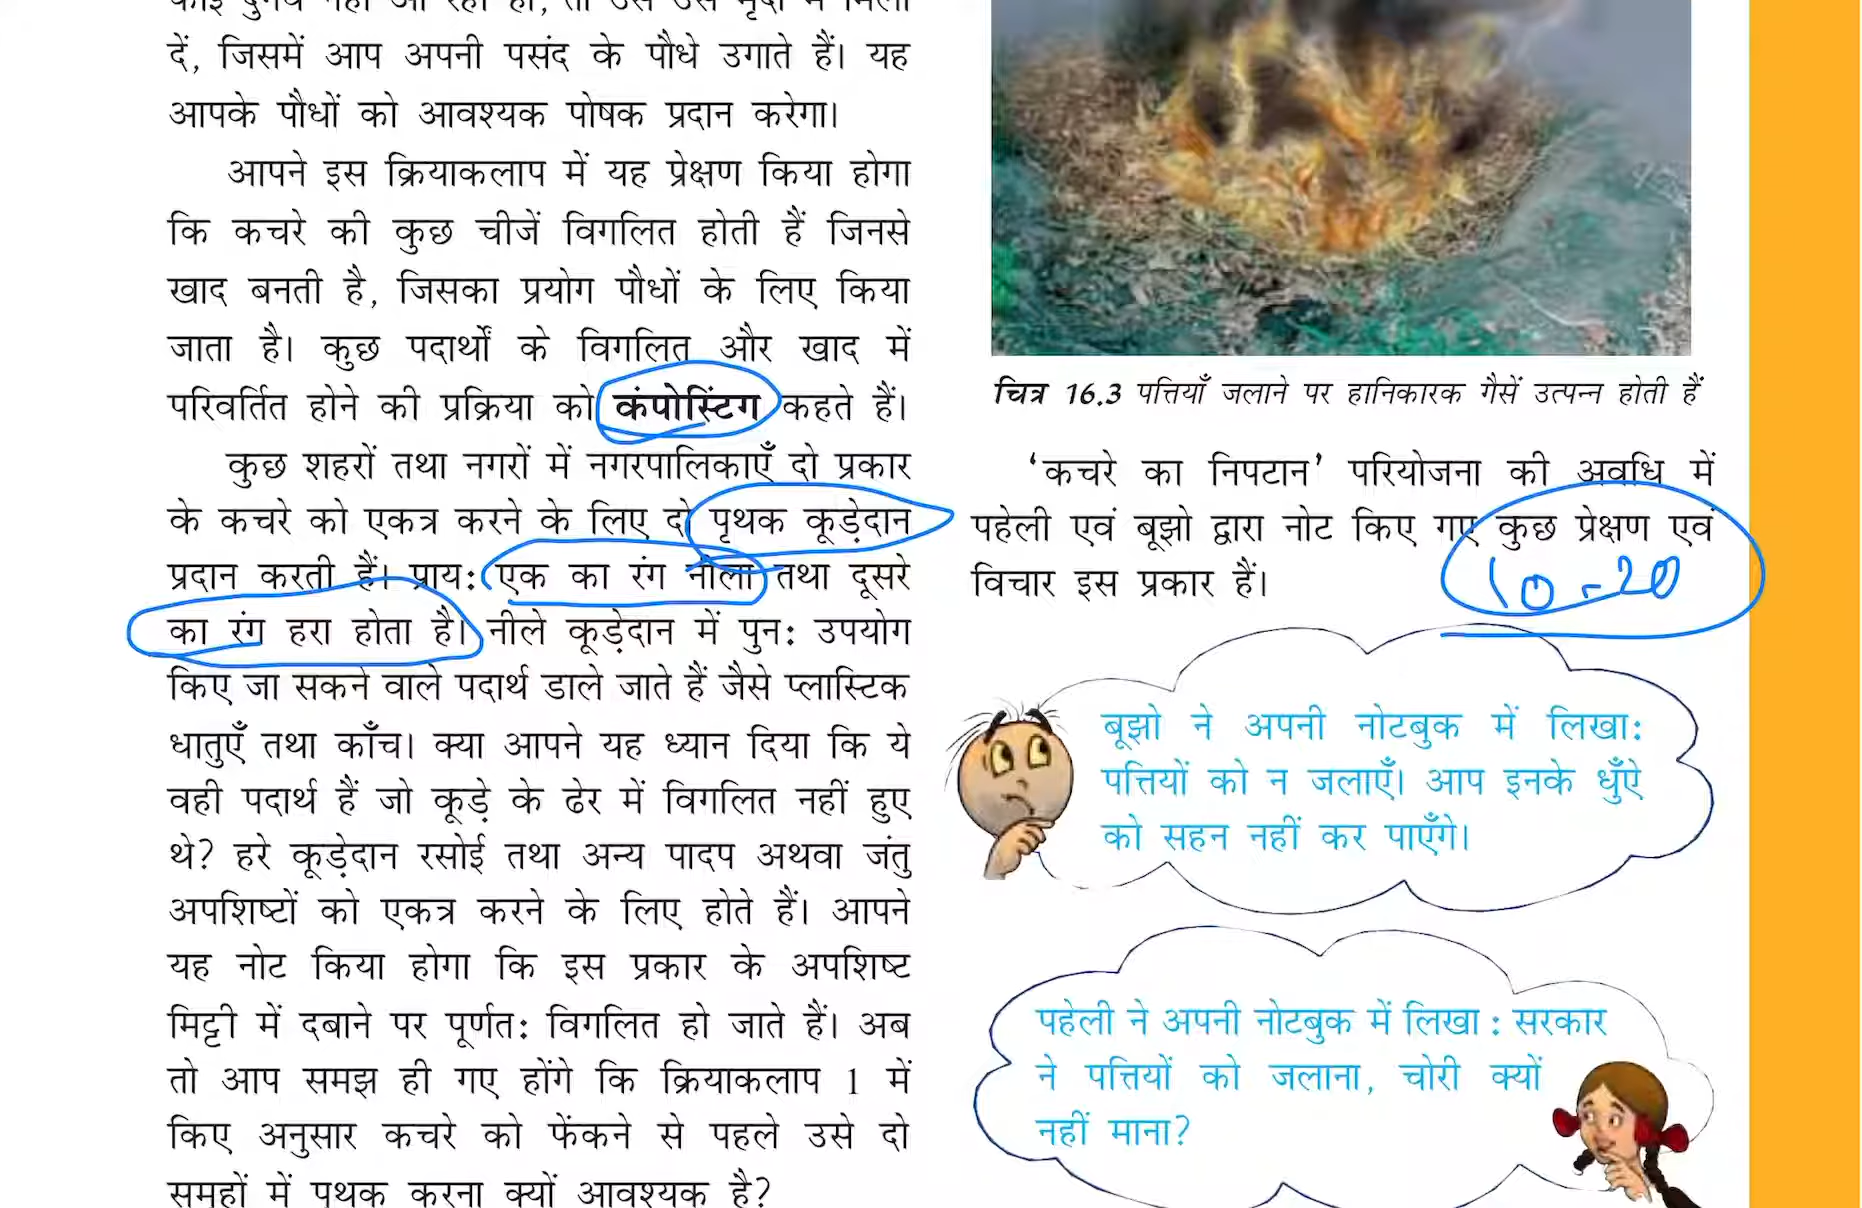 दें, जिसमें आप अपनी पसंद के पौधे उगाते हैं। यह
आपके पौधों को आवश्यक पोषक प्रदान करेगा।
आपने इस क्रियाकलाप में यह प्रेक्षण किया होगा
कि कचरे की कुछ चीजें विगलित होती हैं जिनसे
खाद बनती है, जिसका प्रयोग पौधों के लिए किया
जाता है। कुछ पदार्थों के विगलित और खाद में
परिवर्तित होने की प्रक्रिया को कंपोस्टिंग कहते हैं।
कुछ शहरों तथा नगरों में नगरपालिकाएँ दो प्रकार
के कचरे को एकत्र करने के लिए दो पृथक कूड़ेदान
प्रदान करती हैं। प्राय: एक का रंग नीला तथा दूसरे
का रंग हरा होता है। नीले कूड़ेदान में पुन: उपयोग
किए जा सकने वाले पदार्थ डाले जाते हैं जैसे प्लास्टिक
धातुएँ तथा काँच। क्या आपने यह ध्यान दिया कि ये
वही पदार्थ हैं जो कूड़े के ढेर में विगलित नहीं हुए
थे? हरे कूड़ेदान रसोई तथा अन्य पादप अथवा जंतु
अपशिष्टों को एकत्र करने के लिए होते हैं। आपने
यह नोट किया होगा कि इस प्रकार के अपशिष्ट
मिट्टी में दबाने पर पूर्णत: विगलित हो जाते हैं। अब
तो आप समझ ही गए होंगे कि क्रियाकलाप 1 में
किए अनुसार कचरे को फेंकने से पहले उसे दो
समूहों में पृथक करना क्यों आवश्यक है?
चित्र 16.3 पत्तियाँ जलाने पर हानिकारक गैसें उत्पन्न होती हैं
‘कचरे का निपटान’ परियोजना की अवधि में
पहेली एवं बूझो द्वारा नोट किए गए कुछ प्रेक्षण एवं
विचार इस प्रकार हैं।
10-20
बूझो ने अपनी नोटबुक में लिखा:
पत्तियों को न जलाएँ। आप इनके धुँऐ
को सहन नहीं कर पाएँगे।
पहेली ने अपनी नोटबुक में लिखा : सरकार
ने पत्तियों को जलाना, चोरी क्यों
नहीं माना?